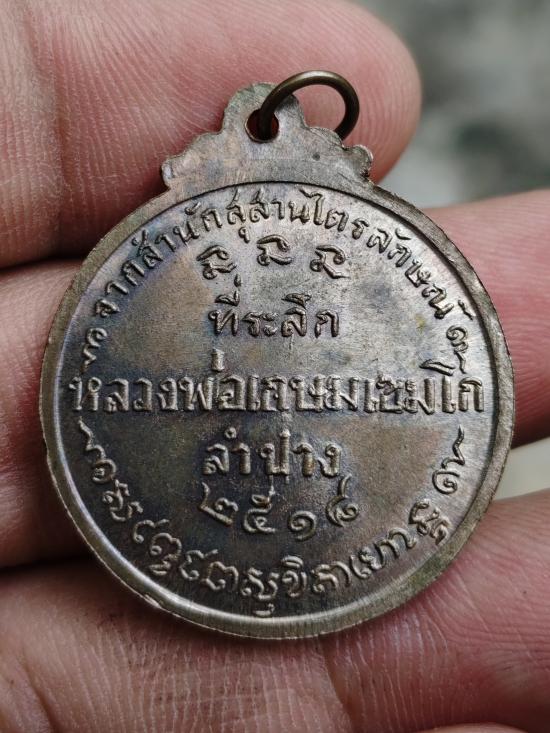 จากสำนักสุสานไตรลักษณ์
ที่ระลึก
หลวงพ่อเกษมเขมโก
ลำปาง
๒๕๑๘